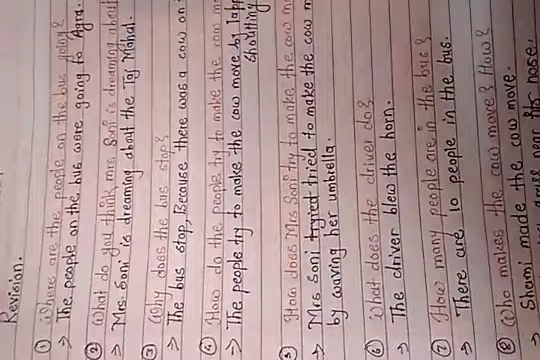 Revision.
① Where are the people on the bus going?
⇒ The people on the bus were going to Agra.
② What do you think, mrs. Soni is dreaming about
⇒ Mrs. Soni is dreaming about the Taj Mahal.
③ Why does the bus stop?
⇒ The bus stop Because there was a cow on
④ How do the people try to make the cow
⇒ The people try to make the cow move by
shouting
⑤ How does Mrs Soni try to make the cow
⇒ Mrs Soni tried to make the cow
by waving her umbrella.
⑥ What does the driver do?
⇒ The driver blew the horn.
⑦ How many people are in the bus?
⇒ There are 10 people in the bus.
⑧ Who makes the cow move? How?
⇒ Shami made the cow move.
near its nose.